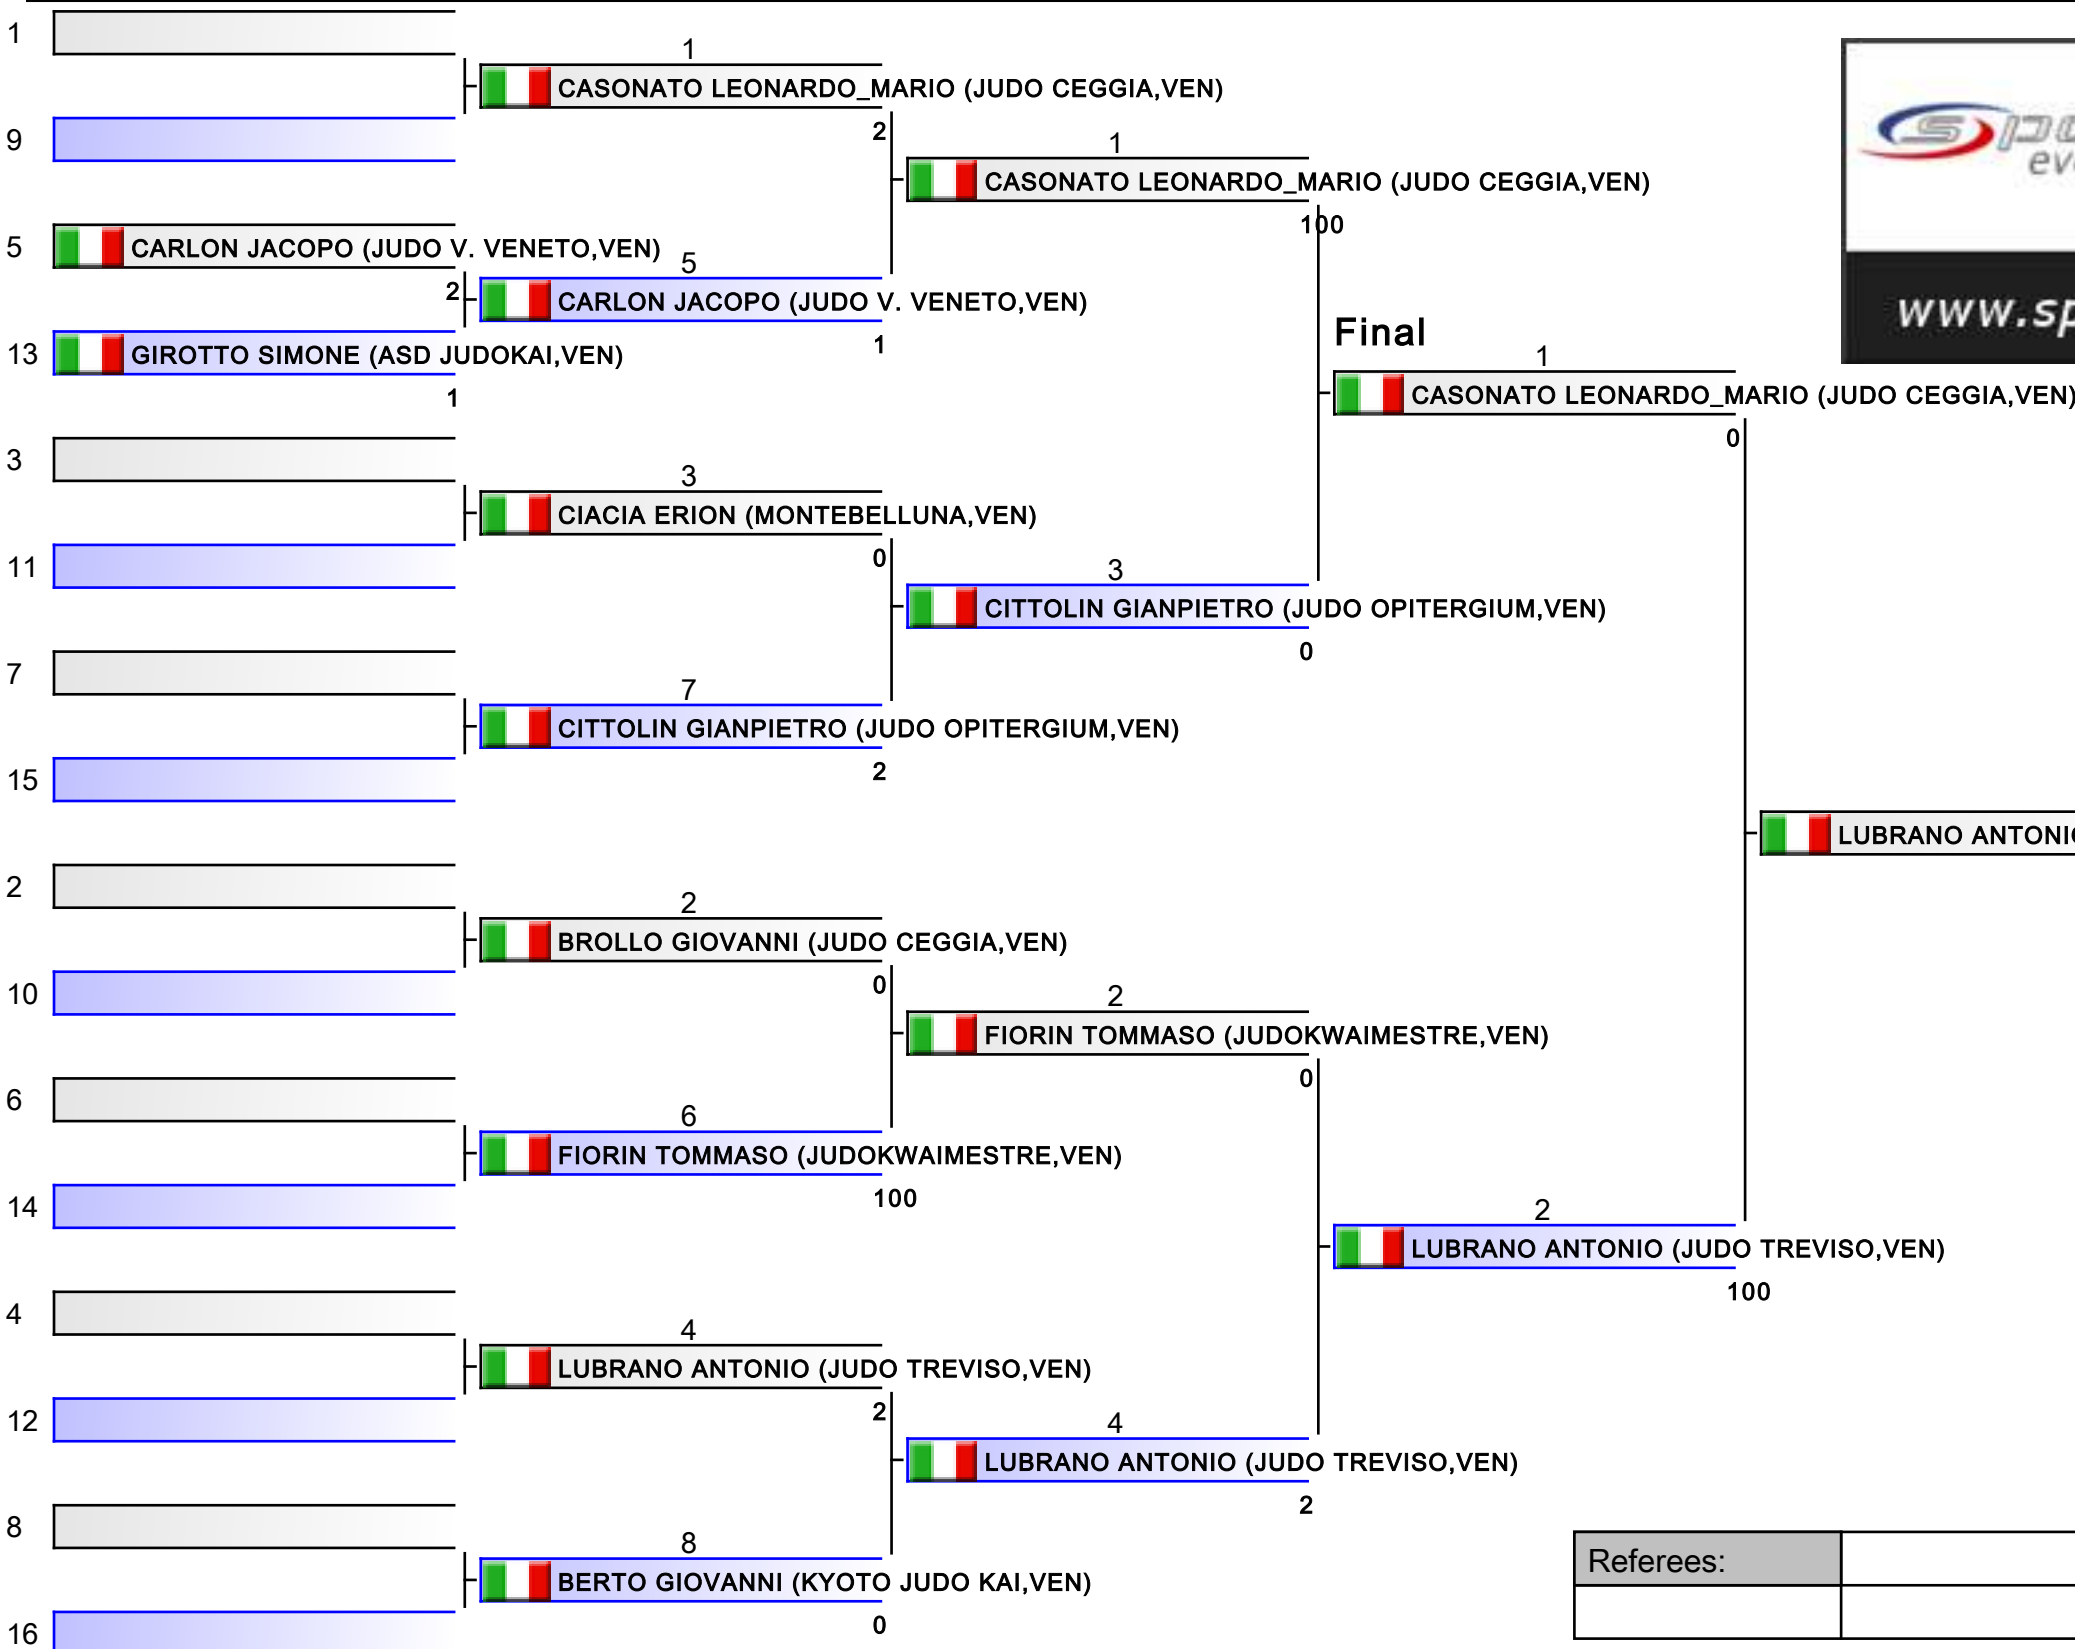 1
1
CASONATO LEONARDO_MARIO (JUDO CEGGIA,VEN)
9
2
1
CASONATO LEONARDO_MARIO (JUDO CEGGIA,VEN)
100
5
CARLON JACOPO (JUDO V. VENETO,VEN)
5
2
CARLON JACOPO (JUDO V. VENETO,VEN)
www.sp
Final
1
13
GIROTTO SIMONE (ASD JUDOKAI,VEN)
1
1
CASONATO LEONARDO_MARIO (JUDO CEGGIA,VEN)
0
3
3
CIACIA ERION (MONTEBELLUNA,VEN)
0
11
3
CITTOLIN GIANPIETRO (JUDO OPITERGIUM,VEN)
0
7
7
CITTOLIN GIANPIETRO (JUDO OPITERGIUM,VEN)
2
15
LUBRANO ANTONI
2
2
BROLLO GIOVANNI (JUDO CEGGIA,VEN)
0
10
2
FIORIN TOMMASO (JUDOKWAIMESTRE,VEN)
0
6
6
FIORIN TOMMASO (JUDOKWAIMESTRE,VEN)
100
14
2
LUBRANO ANTONIO (JUDO TREVISO,VEN)
100
4
4
LUBRANO ANTONIO (JUDO TREVISO,VEN)
2
12
4
LUBRANO ANTONIO (JUDO TREVISO,VEN)
2
8
8
BERTO GIOVANNI (KYOTO JUDO KAI,VEN)
0
16
Referees: